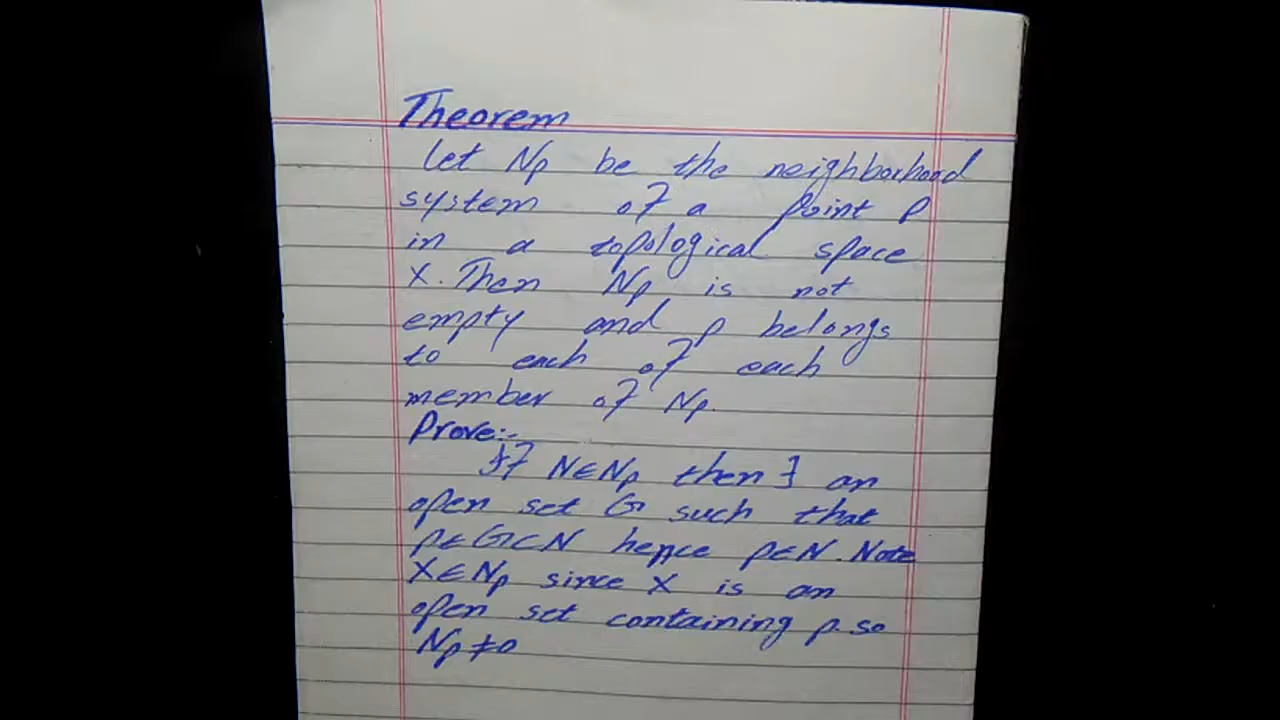 Theorem
Let Np be the neighborhood
system of a point p
in a topological space
X. Then Np is not
empty and p belongs
to each of each
member of Np.
Prove:-
If N∈Np then ∃ an
open set G such that
p∈G⊂N hence p∈N. Note
X∈Np since X is an
open set containing p. so
Np≠0